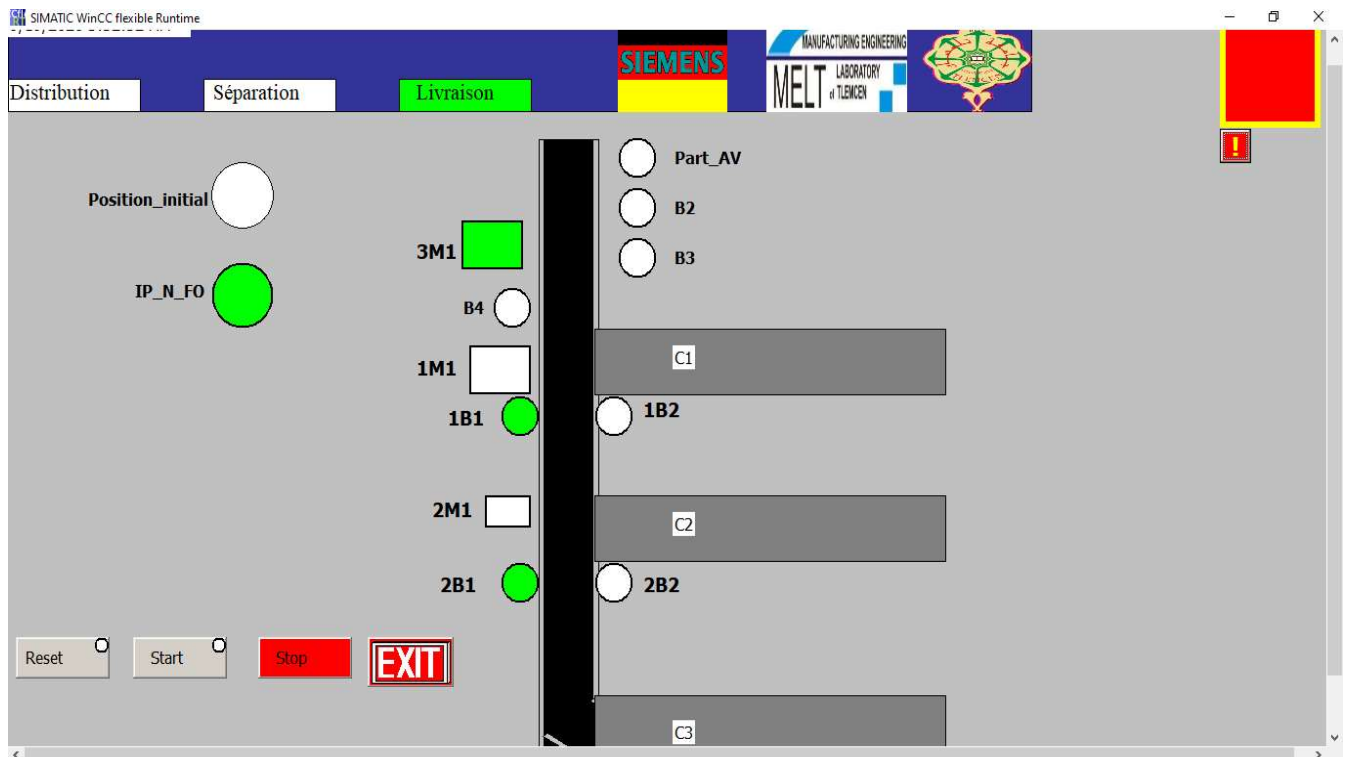 SIMATIC WinCC flexible Runtime
SIEMENS
MANUFACTURING ENGINEERING
MELT LABORATORY
of TLEMCEN
Distribution
Séparation
Livraison
!
Part_AV
Position_initial
B2
3M1
B3
IP_N_FO
B4
C1
1M1
1B1
1B2
2M1
C2
2B1
2B2
Reset
Start
Stop
EXIT
C3